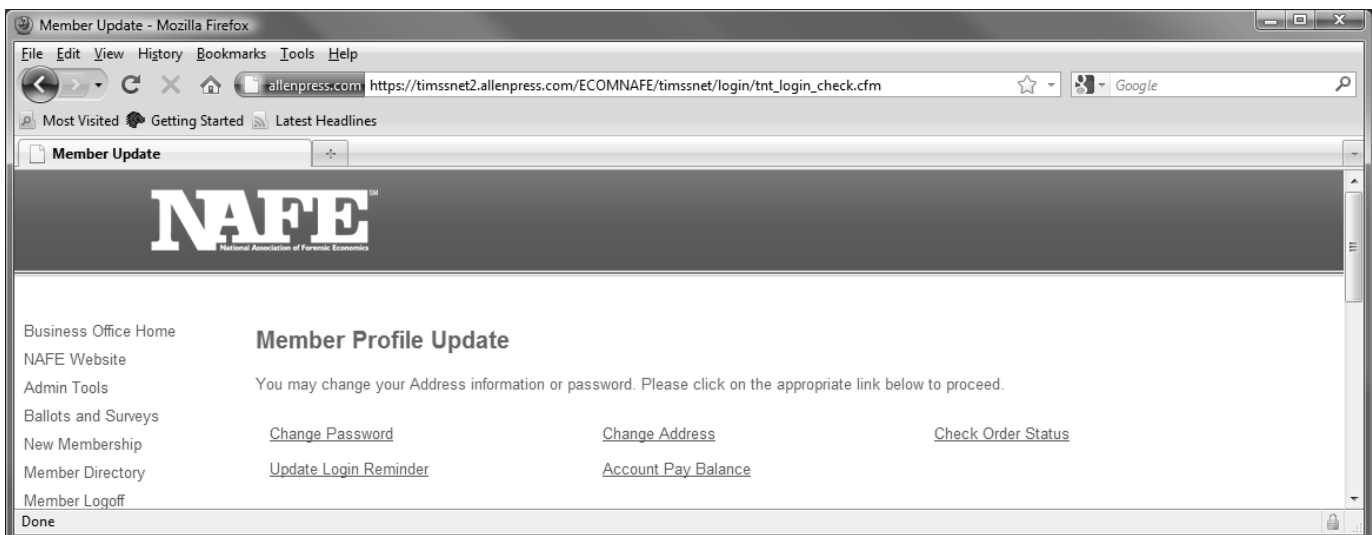 Member Update - Mozilla Firefox
File Edit View History Bookmarks Tools Help
allenpress.com https://timssnet2.allenpress.com/ECOMNAFE/timssnet/login/tnt_login_check.cfm Google
Most Visited Getting Started Latest Headlines
Member Update
NAFE SM
National Association of Forensic Economics
Business Office Home
NAFE Website
Admin Tools
Ballots and Surveys
New Membership
Member Directory
Member Logoff
Member Profile Update
You may change your Address information or password. Please click on the appropriate link below to proceed.
Change Password Change Address Check Order Status
Update Login Reminder Account Pay Balance
Done